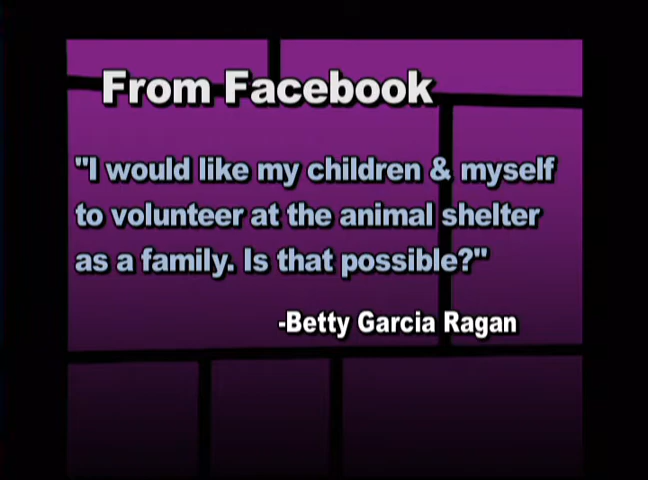 From Facebook
"I would like my children & myself
to volunteer at the animal shelter
as a family. Is that possible?"
-Betty Garcia Ragan